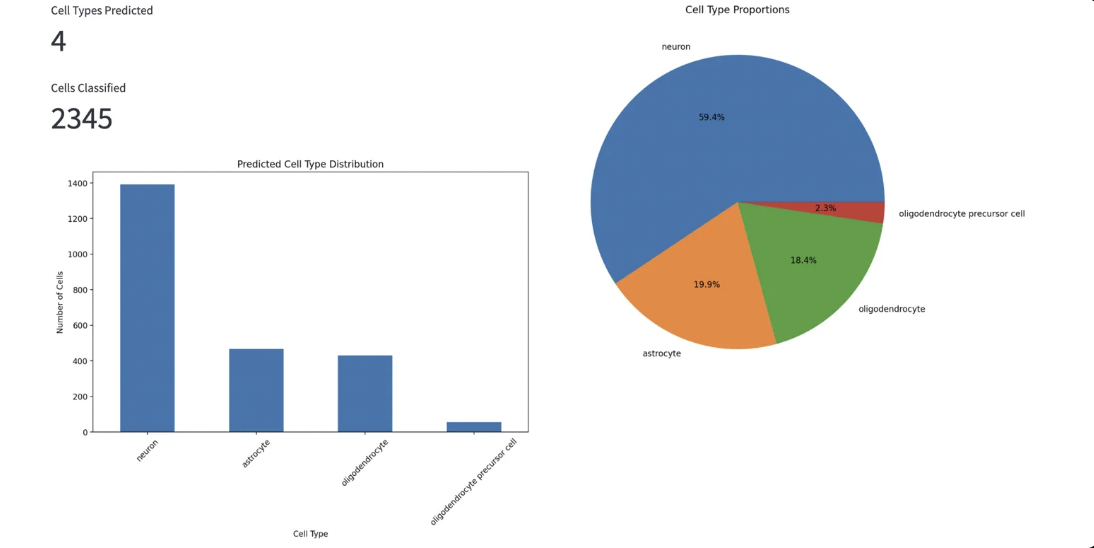 Cell Types Predicted
4
Cells Classified
2345
Predicted Cell Type Distribution
Number of Cells
1400
1200
1000
800
600
400
200
0
neuron
astrocyte
oligodendrocyte
oligodendrocyte precursor cell
Cell Type
Cell Type Proportions
neuron
59.4%
2.3%
oligodendrocyte precursor cell
18.4%
19.9%
oligodendrocyte
astrocyte